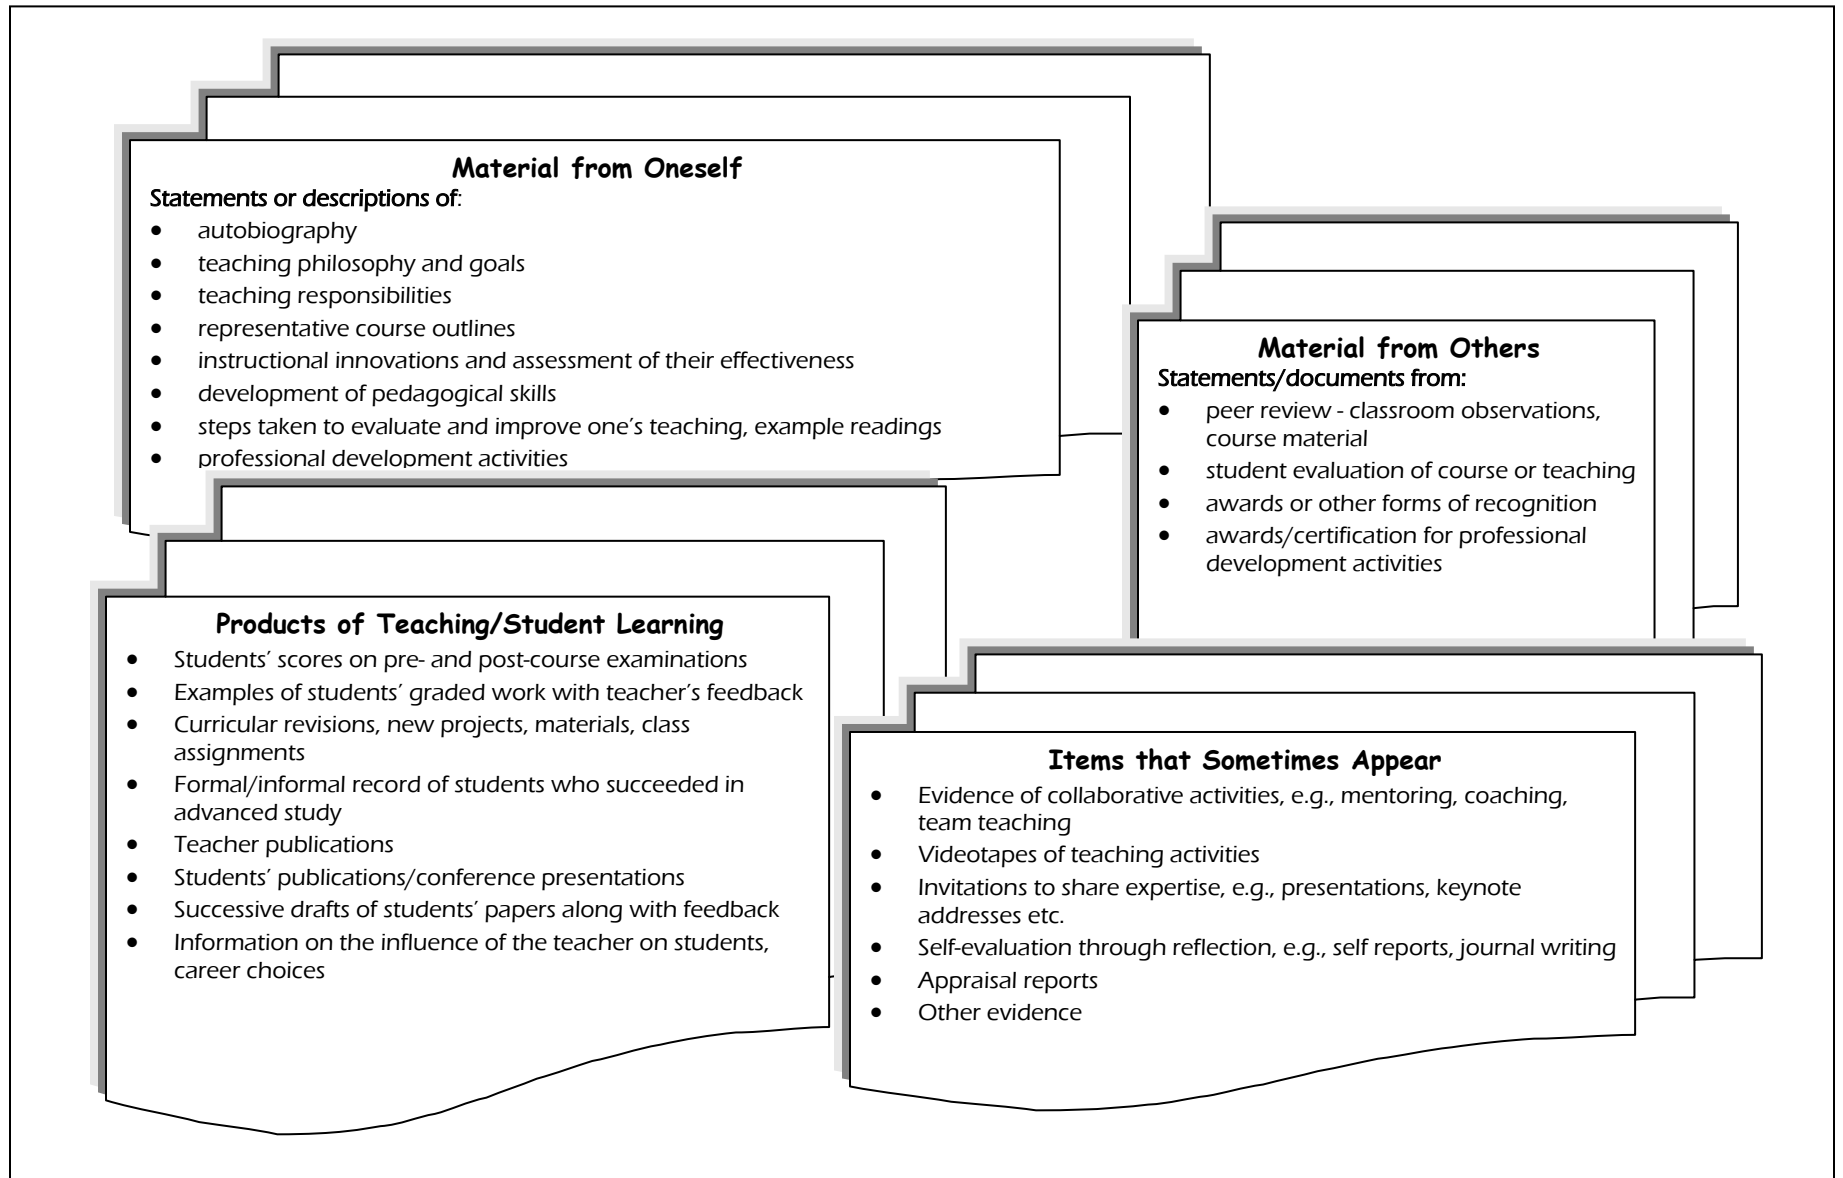 Material from Oneself
Statements or descriptions of:
• autobiography
• teaching philosophy and goals
• teaching responsibilities
• representative course outlines
• instructional innovations and assessment of their effectiveness
• development of pedagogical skills
• steps taken to evaluate and improve one’s teaching, example readings
• professional development activities
Material from Others
Statements/documents from:
• peer review - classroom observations,
course material
• student evaluation of course or teaching
• awards or other forms of recognition
• awards/certification for professional
development activities
Products of Teaching/Student Learning
• Students’ scores on pre- and post-course examinations
• Examples of students’ graded work with teacher’s feedback
• Curricular revisions, new projects, materials, class
assignments
• Formal/informal record of students who succeeded in
advanced study
• Teacher publications
• Students’ publications/conference presentations
• Successive drafts of students’ papers along with feedback
• Information on the influence of the teacher on students,
career choices
Items that Sometimes Appear
• Evidence of collaborative activities, e.g., mentoring, coaching,
team teaching
• Videotapes of teaching activities
• Invitations to share expertise, e.g., presentations, keynote
addresses etc.
• Self-evaluation through reflection, e.g., self reports, journal writing
• Appraisal reports
• Other evidence